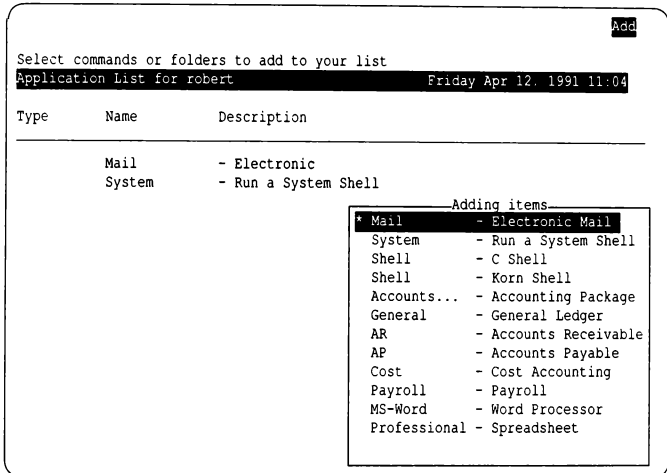 Add
Select commands or folders to add to your list
Application List for robert Friday Apr 12. 1991 11:04
Type Name Description
Mail - Electronic
System - Run a System Shell
Adding items
* Mail - Electronic Mail
System - Run a System Shell
Shell - C Shell
Shell - Korn Shell
Accounts... - Accounting Package
General - General Ledger
AR - Accounts Receivable
AP - Accounts Payable
Cost - Cost Accounting
Payroll - Payroll
MS-Word - Word Processor
Professional - Spreadsheet